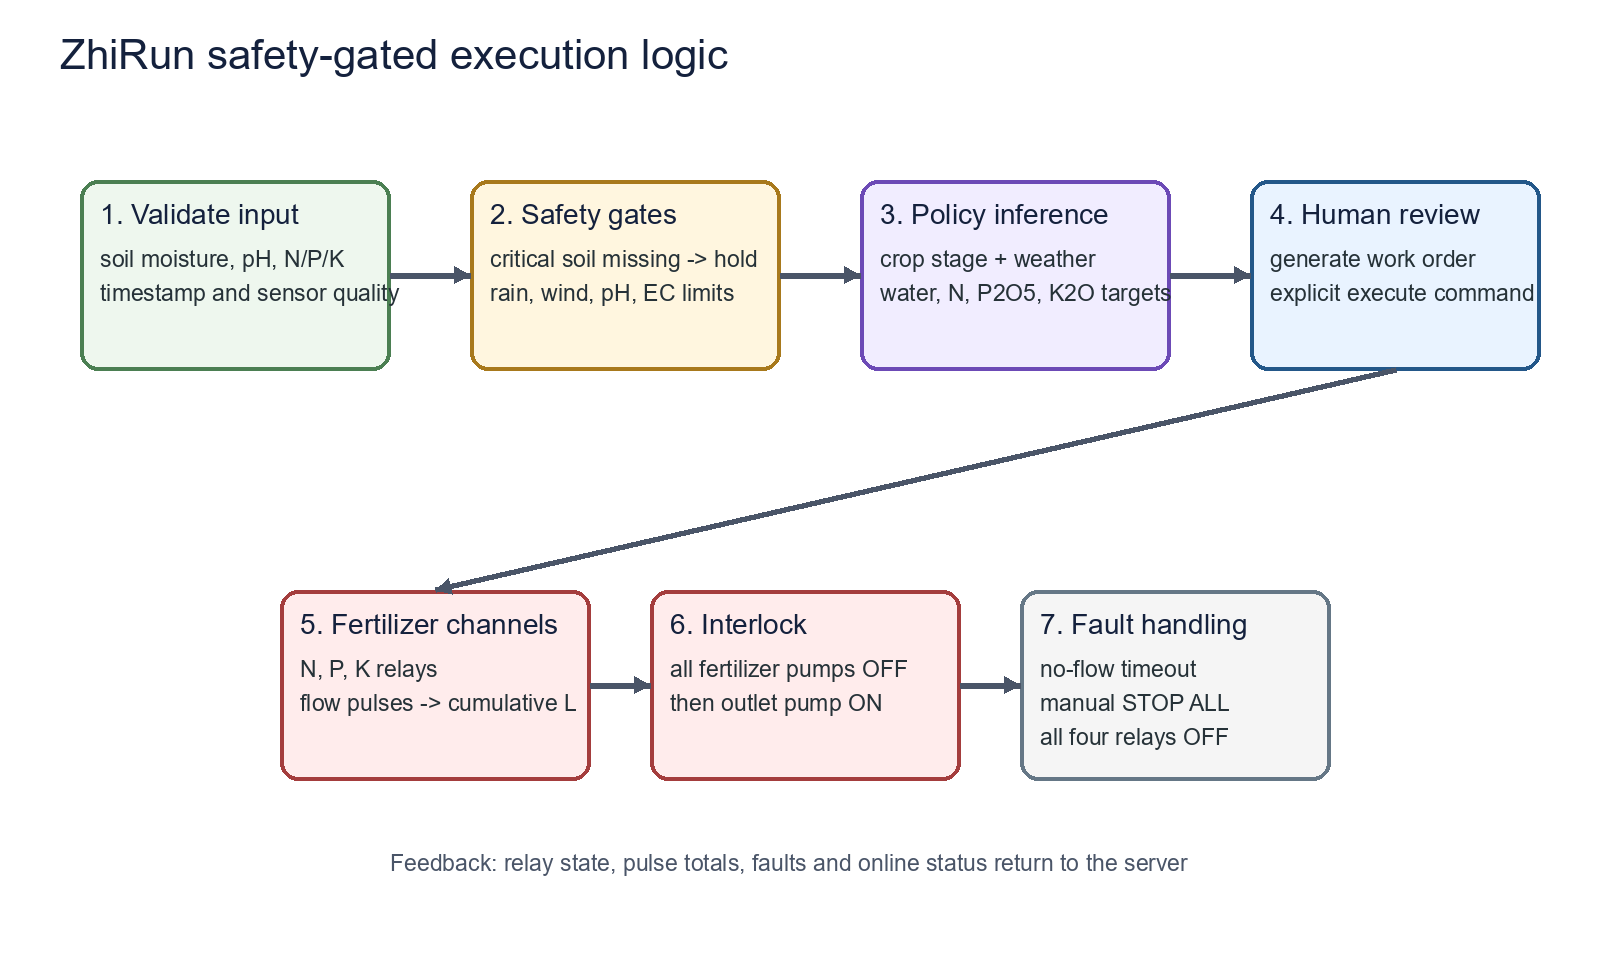 ZhiRun safety-gated execution logic
1. Validate input
soil moisture, pH, N/P/K
timestamp and sensor quality
2. Safety gates
critical soil missing -> hold
rain, wind, pH, EC limits
3. Policy inference
crop stage + weather
water, N, P2O5, K2O targets
4. Human review
generate work order
explicit execute command
5. Fertilizer channels
N, P, K relays
flow pulses -> cumulative L
6. Interlock
all fertilizer pumps OFF
then outlet pump ON
7. Fault handling
no-flow timeout
manual STOP ALL
all four relays OFF
Feedback: relay state, pulse totals, faults and online status return to the server